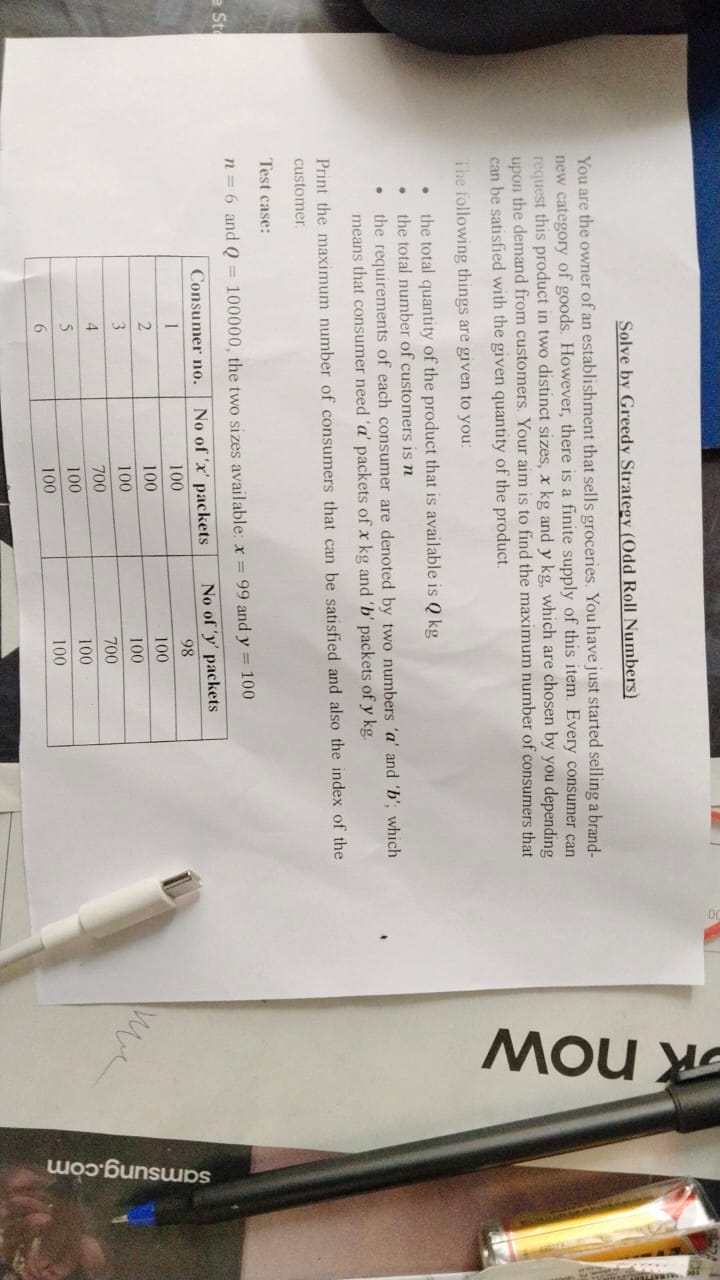 Solve by Greedy Strategy (Odd Roll Numbers)
You are the owner of an establishment that sells groceries. You have just started selling a brand-
new category of goods. However, there is a finite supply of this item. Every consumer can
request this product in two distinct sizes, x kg and y kg, which are chosen by you depending
upon the demand from customers. Your aim is to find the maximum number of consumers that
can be satisfied with the given quantity of the product.
The following things are given to you:
• the total quantity of the product that is available is Q kg
• the total number of customers is n
• the requirements of each consumer are denoted by two numbers 'a' and 'b'; which
means that consumer need 'a' packets of x kg and 'b' packets of y kg.
Print the maximum number of consumers that can be satisfied and also the index of the
customer.
Test case:
n = 6 and Q = 100000, the two sizes available: x = 99 and y = 100
Consumer no. No of 'x' packets No of 'y' packets
1 100 98
2 100 100
3 100 100
4 700 700
5 100 100
6 100 100
now
samsung.com